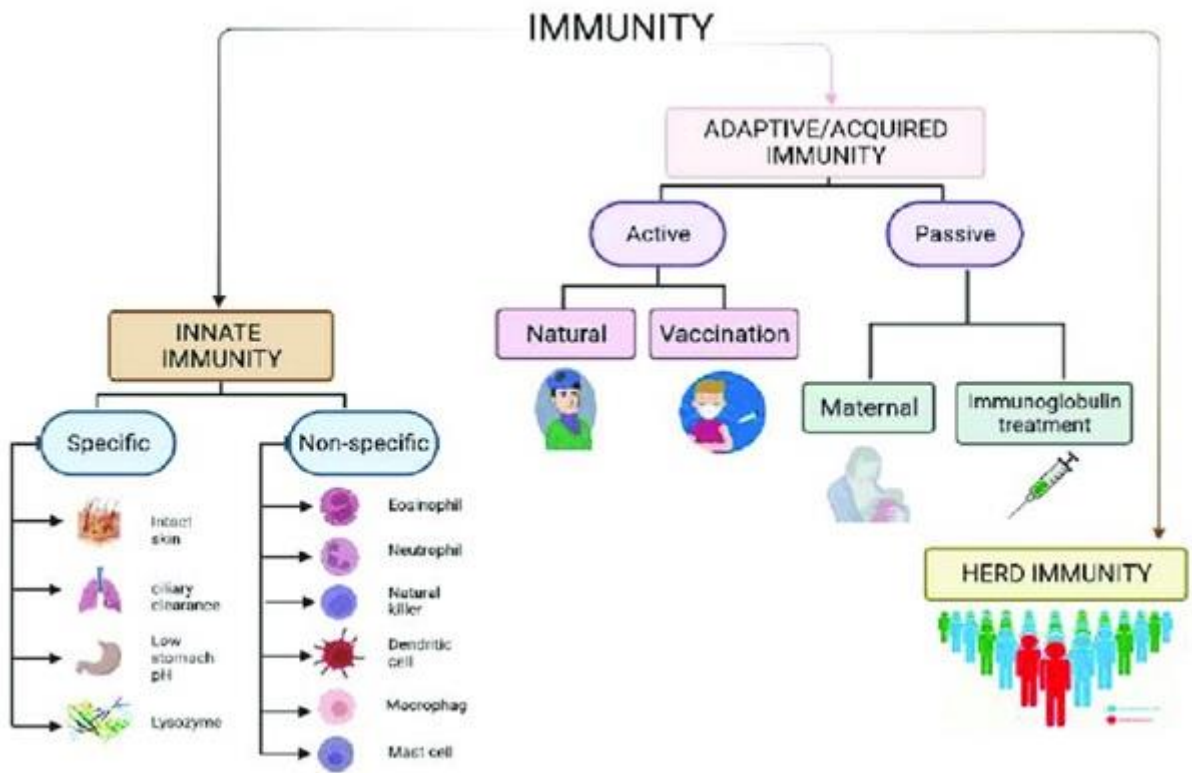 IMMUNITY
ADAPTIVE/ACQUIRED
IMMUNITY
Active
Passive
Natural
Vaccination
Maternal
Immunoglobulin
treatment
HERD IMMUNITY
INNATE
IMMUNITY
Specific
Intact
skin
ciliary
clearance
Low
stomach
pH
Lysozyme
Non-specific
Eosinophil
Neutrophil
Natural
killer
Dendritic
cell
Macrophag
Mast cell